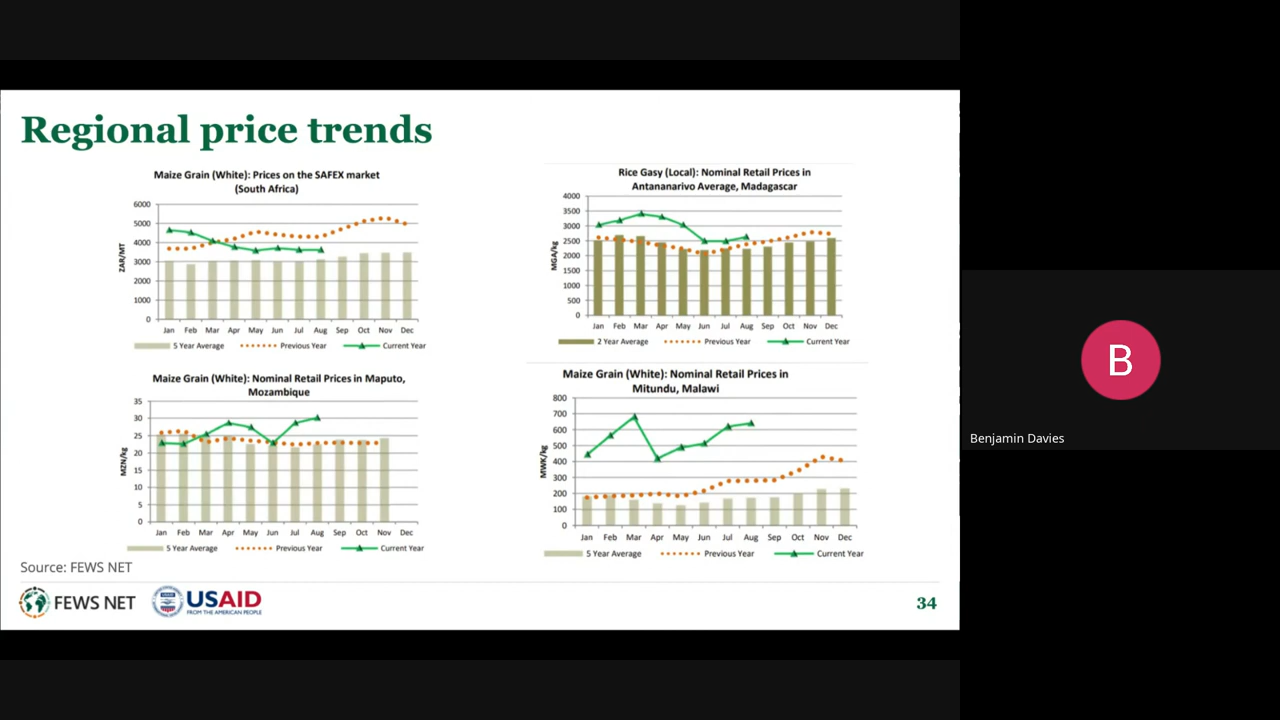 Regional price trends
Maize Grain (White): Prices on the SAFEX market
(South Africa)
6000
5000
4000
3000
2000
1000
0
ZAR/MT
Jan Feb Mar Apr May Jun Jul Aug Sep Oct Nov Dec
5 Year Average Previous Year Current Year
Rice Gasy (Local): Nominal Retail Prices in
Antananarivo Average, Madagascar
4000
3500
3000
2500
2000
1500
1000
500
0
MGA/kg
Jan Feb Mar Apr May Jun Jul Aug Sep Oct Nov Dec
2 Year Average Previous Year Current Year
Maize Grain (White): Nominal Retail Prices in Maputo,
Mozambique
35
30
25
20
15
10
5
0
MZN/kg
Jan Feb Mar Apr May Jun Jul Aug Sep Oct Nov Dec
5 Year Average Previous Year Current Year
Maize Grain (White): Nominal Retail Prices in
Mitundu, Malawi
800
700
600
500
400
300
200
100
0
MWK/kg
Jan Feb Mar Apr May Jun Jul Aug Sep Oct Nov Dec
5 Year Average Previous Year Current Year
Source: FEWS NET
FEWS NET
USAID
FROM THE AMERICAN PEOPLE
34
B
Benjamin Davies